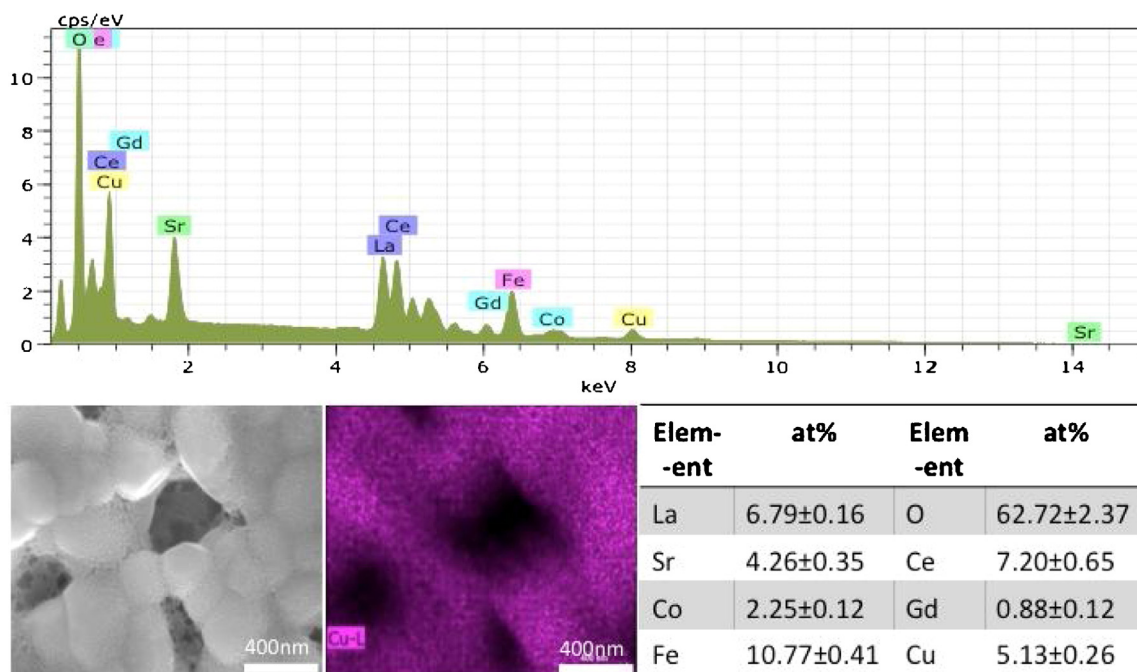 cps/eV
O e
10
8
6
4
2
0
Gd
Ce
Cu
Sr
Ce
La
Gd
Fe
Co
Cu
Sr
2 4 6 8 10 12 14
keV
400nm
Cu-L
400nm
400 nm
Elem- at% Elem at%
-ent -ent
La 6.79±0.16 O 62.72±2.37
Sr 4.26±0.35 Ce 7.20±0.65
Co 2.25±0.12 Gd 0.88±0.12
Fe 10.77±0.41 Cu 5.13±0.26